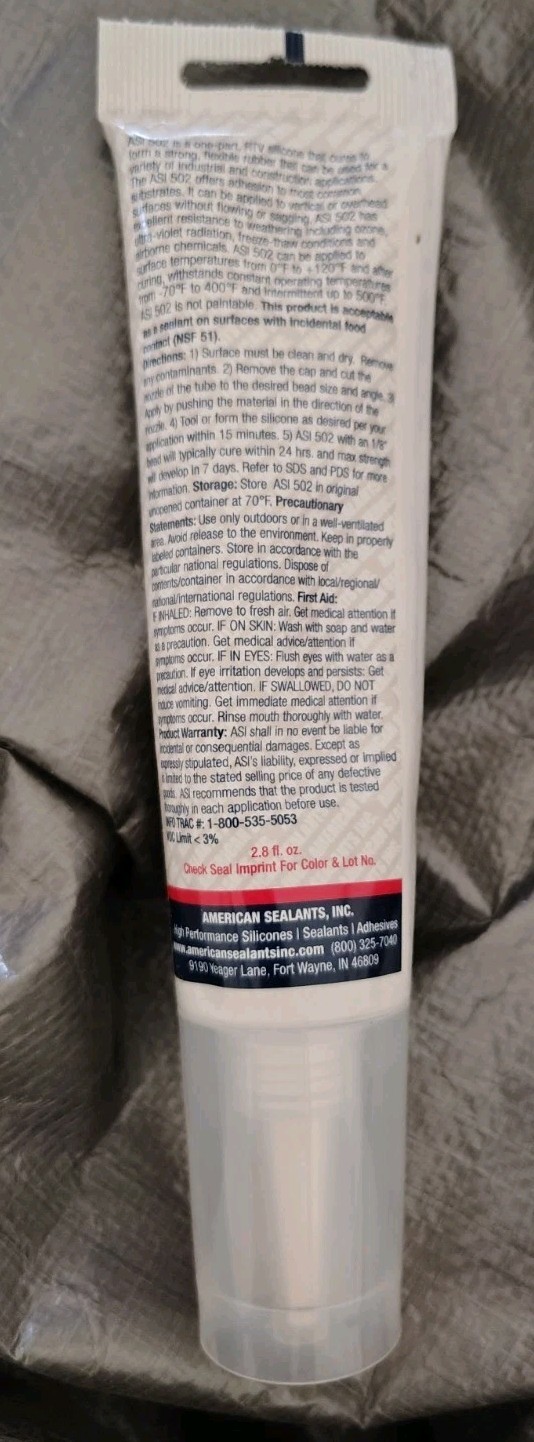 ASI 502 is a one-part, RTV silicone that cures to
form a strong, flexible rubber that can be used for a
variety of industrial and construction applications.
The ASI 502 offers adhesion to most common
substrates. It can be applied to vertical or overhead
surfaces without flowing or sagging. ASI 502 has
excellent resistance to weathering including ozone,
ultra-violet radiation, freeze-thaw conditions and
airborne chemicals. ASI 502 can be applied to
surface temperatures from 0°F to +120°F and after
curing, withstands constant operating temperatures
from -70°F to 400°F and intermittent up to 500°F.
ASI 502 is not paintable. This product is acceptable
as a sealant on surfaces with incidental food
contact (NSF 51).
Directions: 1) Surface must be clean and dry. Remove
any contaminants. 2) Remove the cap and cut the
nozzle of the tube to the desired bead size and angle. 3)
Apply by pushing the material in the direction of the
nozzle. 4) Tool or form the silicone as desired per your
application within 15 minutes. 5) ASI 502 with an 1/8"
bead will typically cure within 24 hrs. and max strength
will develop in 7 days. Refer to SDS and PDS for more
information. Storage: Store ASI 502 in original
unopened container at 70°F. Precautionary
Statements: Use only outdoors or in a well-ventilated
area. Avoid release to the environment. Keep in properly
labeled containers. Store in accordance with the
particular national regulations. Dispose of
contents/container in accordance with local/regional/
national/international regulations. First Aid:
IF INHALED: Remove to fresh air. Get medical attention if
symptoms occur. IF ON SKIN: Wash with soap and water
as a precaution. Get medical advice/attention if
symptoms occur. IF IN EYES: Flush eyes with water as a
precaution. If eye irritation develops and persists: Get
medical advice/attention. IF SWALLOWED, DO NOT
induce vomiting. Get immediate medical attention if
symptoms occur. Rinse mouth thoroughly with water.
Product Warranty: ASI shall in no event be liable for
incidental or consequential damages. Except as
expressly stipulated, ASI's liability, expressed or implied
is limited to the stated selling price of any defective
goods. ASI recommends that the product is tested
thoroughly in each application before use.
INFO TRAC #: 1-800-535-5053
VOC Limit < 3%
2.8 fl. oz.
Check Seal Imprint For Color & Lot No.
AMERICAN SEALANTS, INC.
High Performance Silicones | Sealants | Adhesives
www.americansealantsinc.com (800) 325-7040
9190 Yeager Lane, Fort Wayne, IN 46809